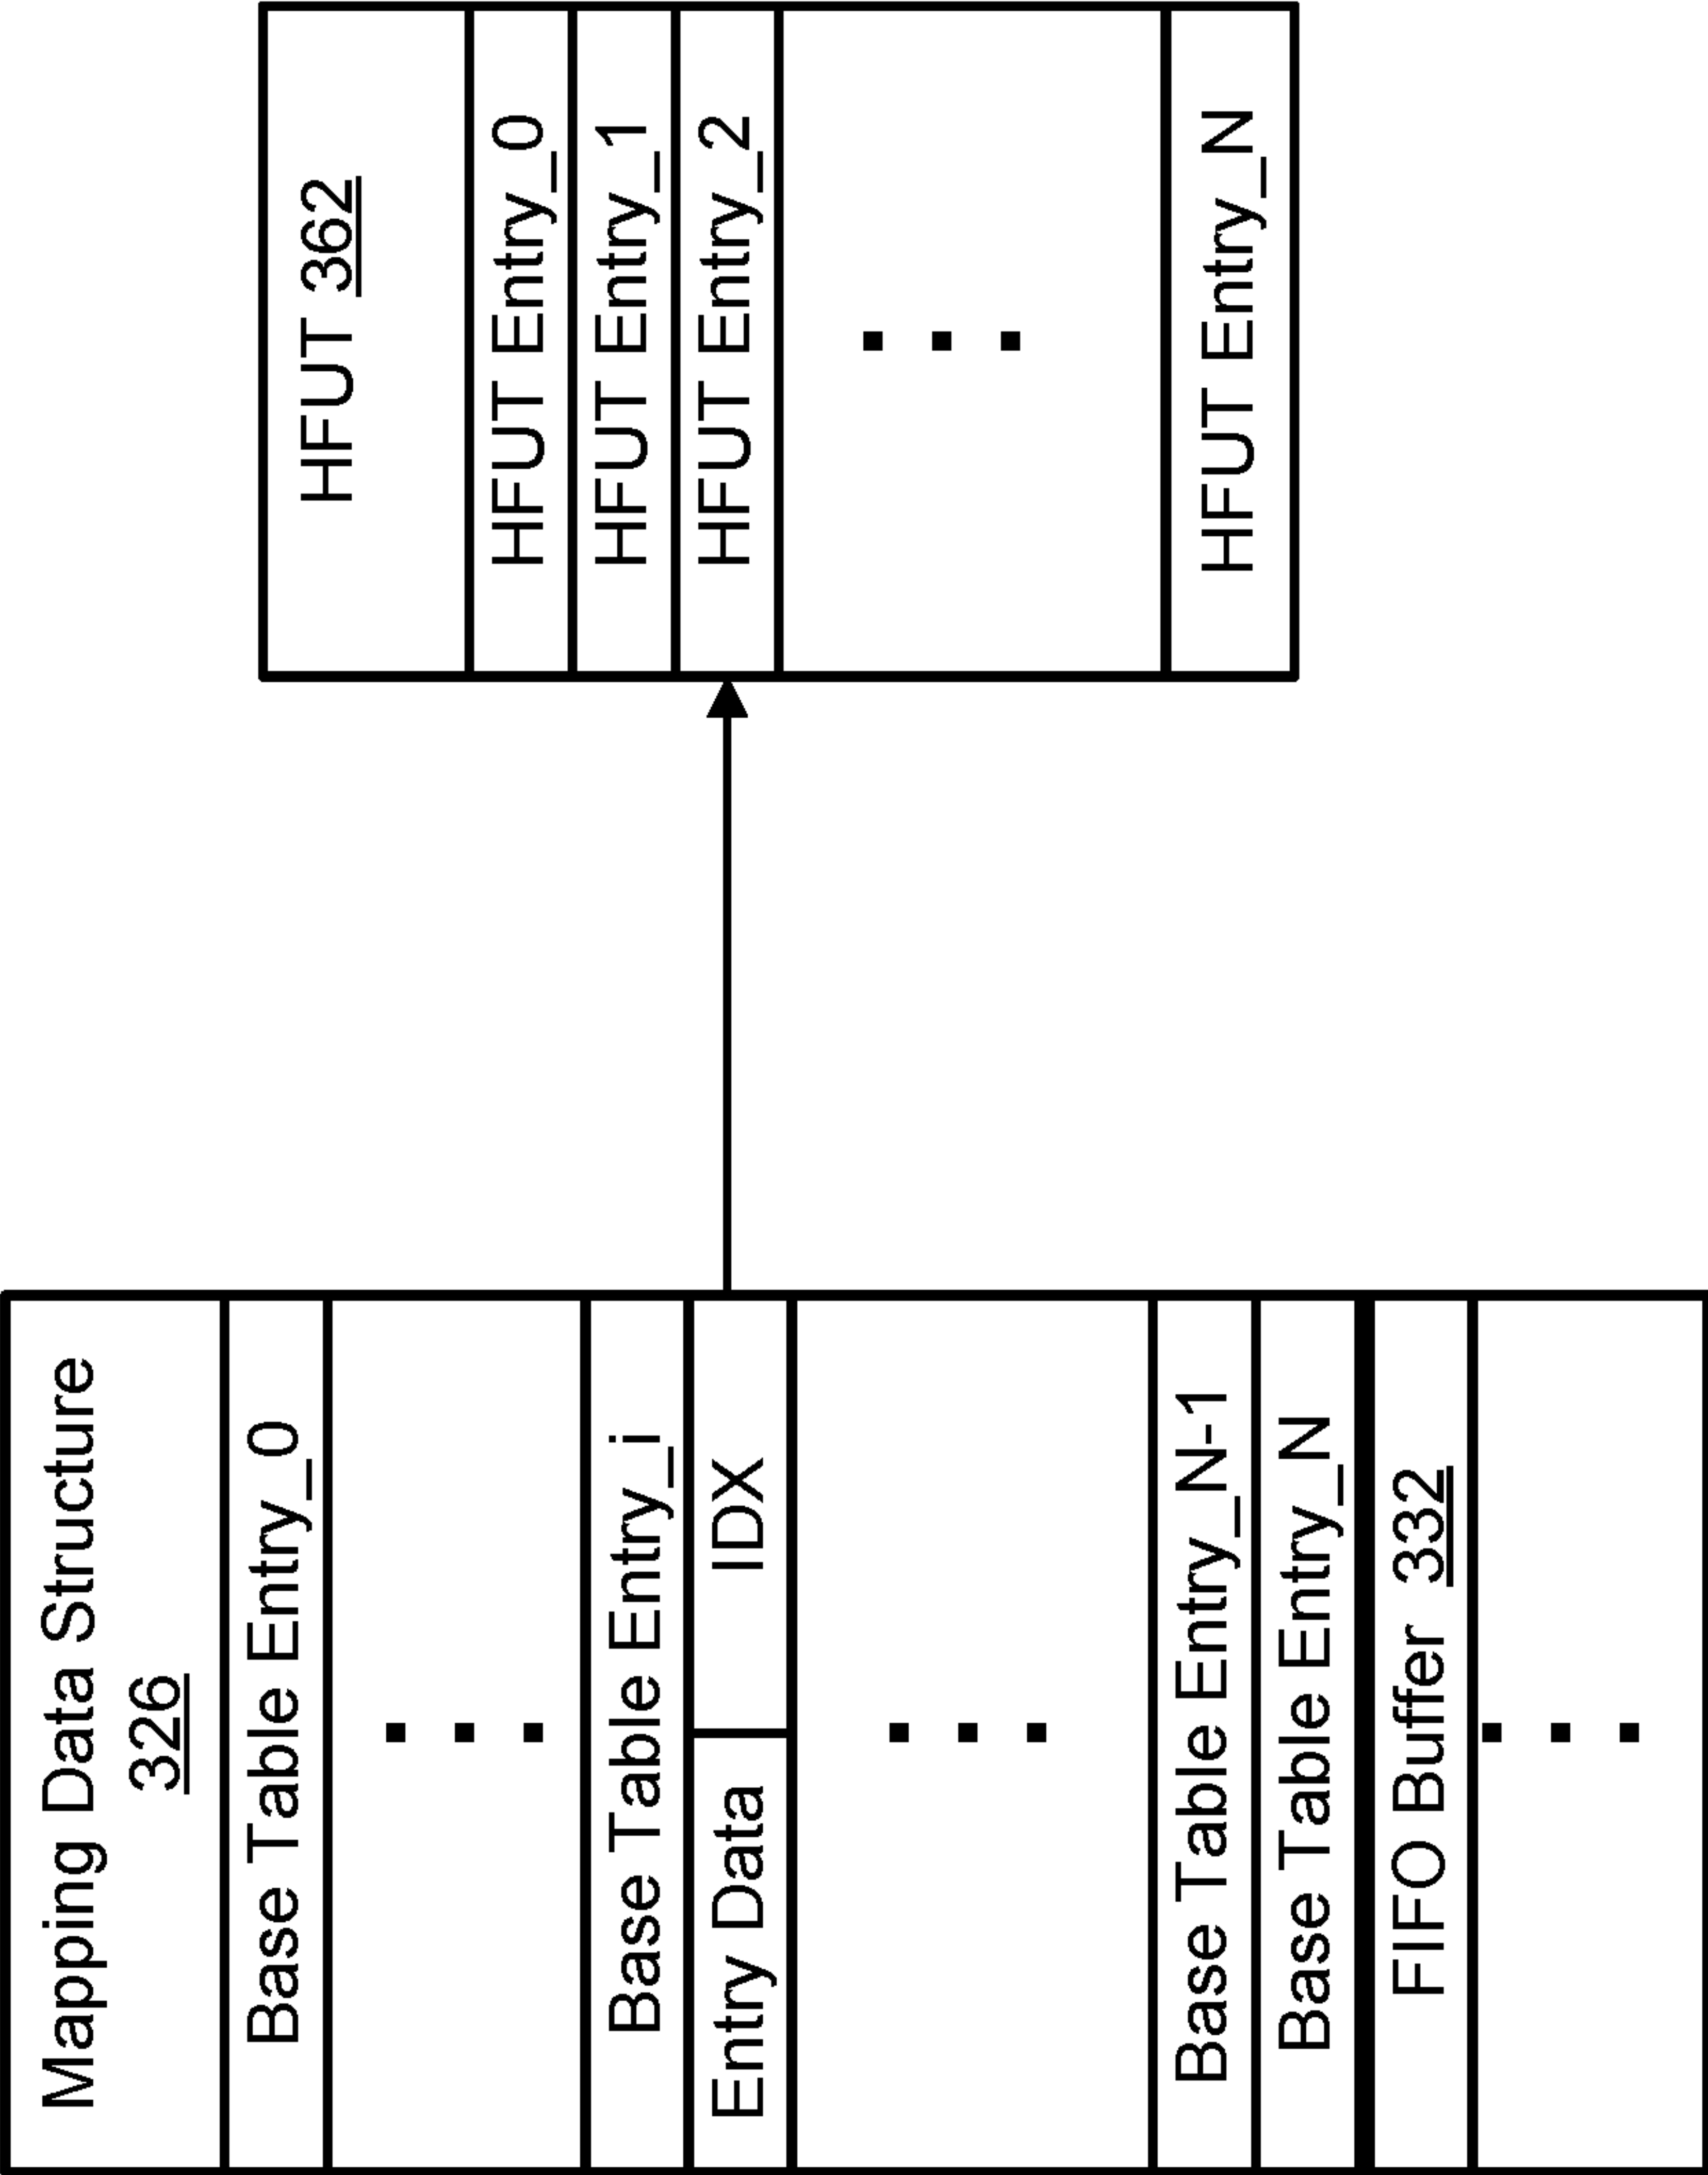 Mapping Data Structure
326
Base Table Entry_0
Base Table Entry_i
Entry Data
IDX
Base Table Entry_N-1
Base Table Entry_N
FIFO Buffer 332
HFUT 362
HFUT Entry_0
HFUT Entry_1
HFUT Entry_2
HFUT Entry_N